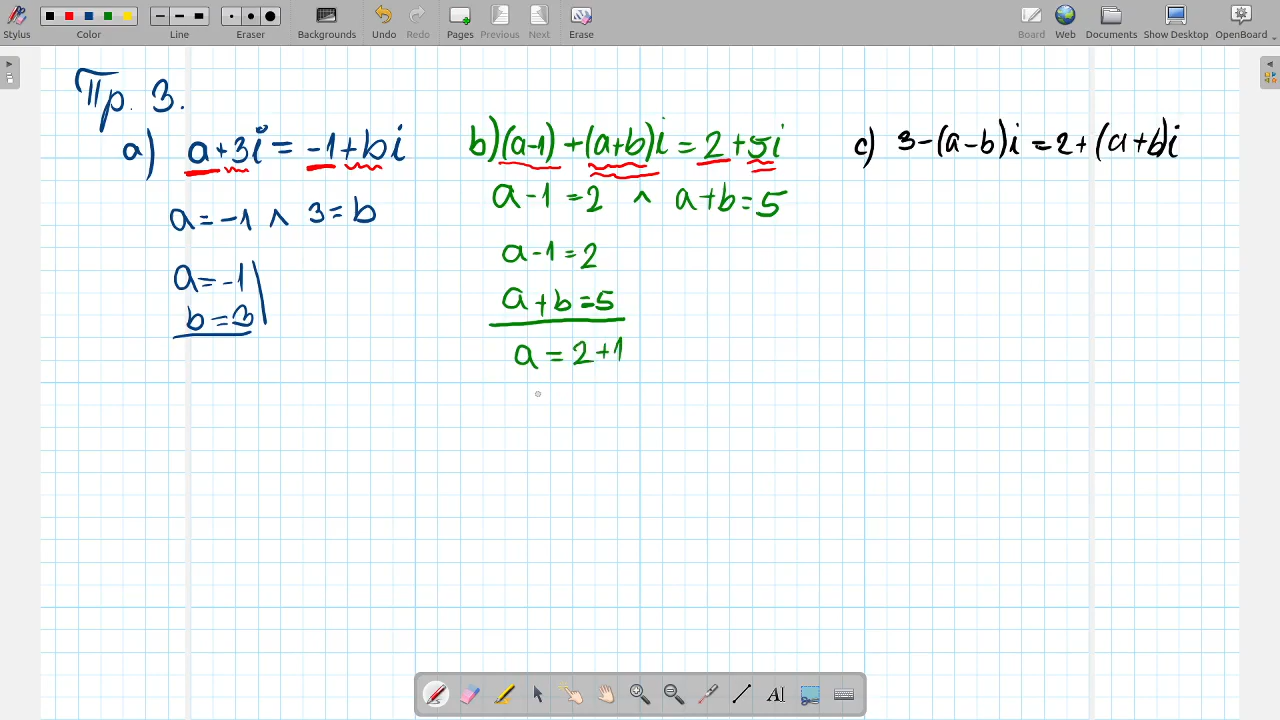 Stylus Color Line Eraser Backgrounds Undo Redo Pages Previous Next Erase Board Web Documents Show Desktop OpenBoard
Пр. 3.
a) a+3i = -1+bi
a = -1 ∧ 3 = b
a = -1
b = 3
b) (a-1) + (a+b)i = 2+5i
a-1 = 2 ∧ a+b = 5
a-1 = 2
a+b = 5
a = 2+1
c) 3-(a-b)i = 2+(a+b)i